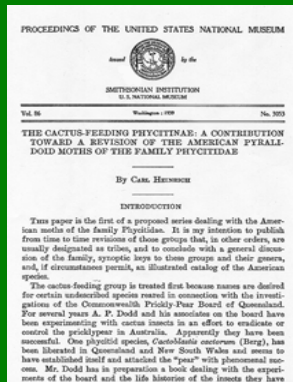 PROCEEDINGS OF THE UNITED STATES NATIONAL MUSEUM
issued by the
SMITHSONIAN INSTITUTION
U. S. NATIONAL MUSEUM
Vol. 86 Washington : 1939 No. 3053
THE CACTUS-FEEDING PHYCITINAE: A CONTRIBUTION
TOWARD A REVISION OF THE AMERICAN PYRALI-
DOID MOTHS OF THE FAMILY PHYCITIDAE
By CARL HEINRICH
INTRODUCTION
THIS paper is the first of a proposed series dealing with the Amer-
ican moths of the family Phycitidae. It is my intention to publish
from time to time revisions of those groups that, in other orders, are
usually designated as tribes, and to conclude with a general discus-
sion of the family, synoptic keys to these groups and their genera,
and, if circumstances permit, an illustrated catalog of the American
species.
The cactus-feeding group is treated first because names are desired
for certain undescribed species reared in connection with the investi-
gations of the Commonwealth Prickly-Pear Board of Queensland.
For several years A. P. Dodd and his associates on the board have
been experimenting with cactus insects in an effort to eradicate or
control the pricklypear in Australia. Apparently they have been
successful. One phycitid species, Cactoblastis cactorum (Berg), has
been liberated in Queensland and New South Wales and seems to
have established itself and attacked the "pear" with phenomenal suc-
cess. Mr. Dodd has in preparation a book dealing with the experi-
ments of the board and the life histories of the insects they have